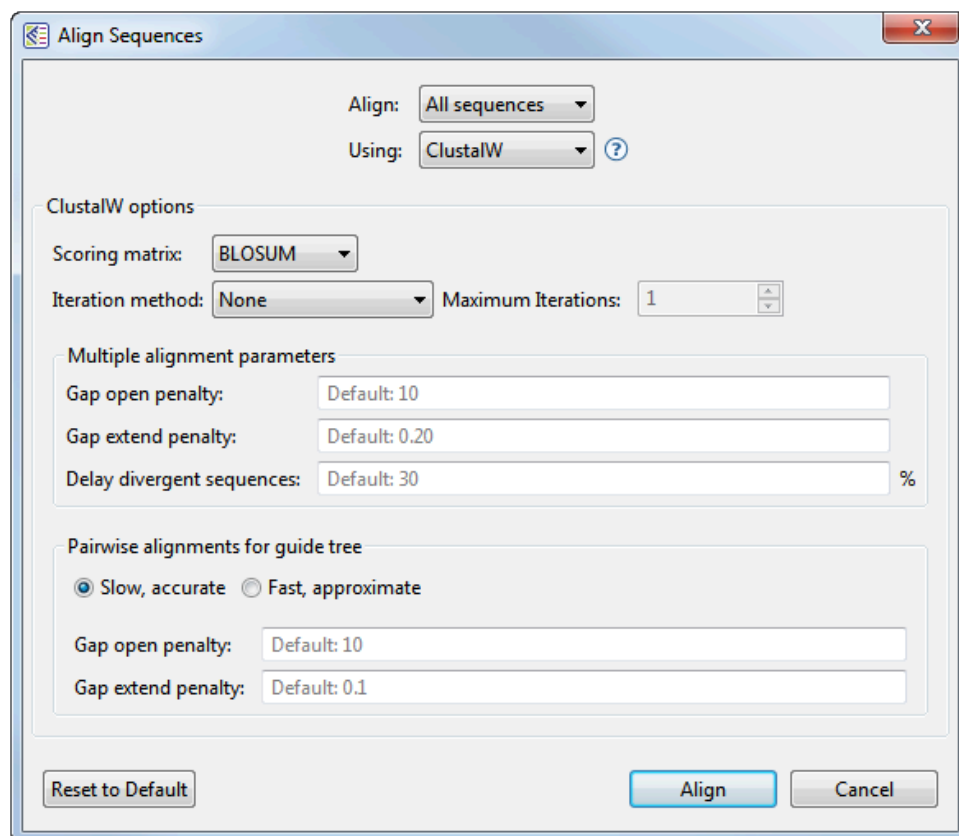 Align Sequences
Align: All sequences
Using: ClustalW ?
ClustalW options
Scoring matrix: BLOSUM
Iteration method: None Maximum Iterations: 1
Multiple alignment parameters
Gap open penalty: Default: 10
Gap extend penalty: Default: 0.20
Delay divergent sequences: Default: 30 %
Pairwise alignments for guide tree
Slow, accurate Fast, approximate
Gap open penalty: Default: 10
Gap extend penalty: Default: 0.1
Reset to Default Align Cancel